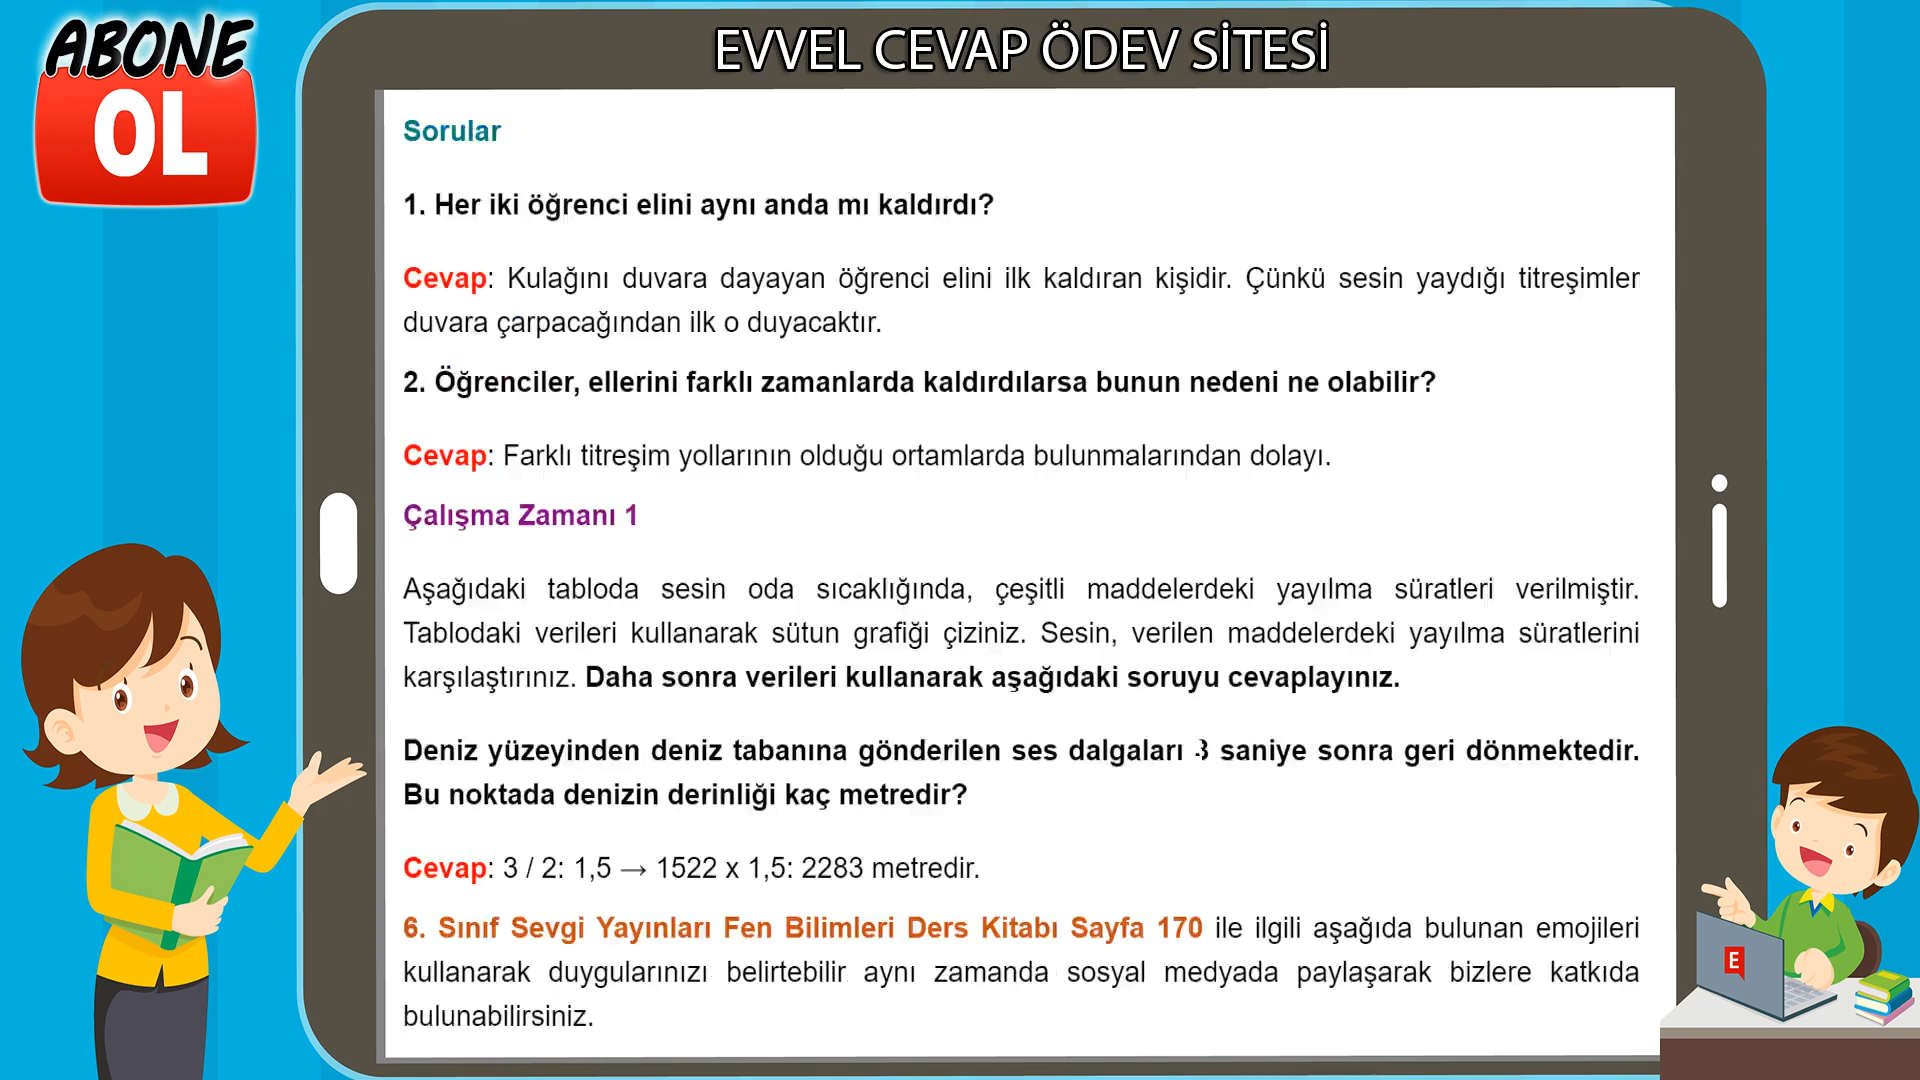 ABONE
OL
EVVEL CEVAP ÖDEV SİTESİ
Sorular
1. Her iki öğrenci elini aynı anda mı kaldırdı?
Cevap: Kulağını duvara dayayan öğrenci elini ilk kaldıran kişidir. Çünkü sesin yaydığı titreşimler
duvara çarpacağından ilk o duyacaktır.
2. Öğrenciler, ellerini farklı zamanlarda kaldırdılarsa bunun nedeni ne olabilir?
Cevap: Farklı titreşim yollarının olduğu ortamlarda bulunmalarından dolayı.
Çalışma Zamanı 1
Aşağıdaki tabloda sesin oda sıcaklığında, çeşitli maddelerdeki yayılma süratleri verilmiştir.
Tablodaki verileri kullanarak sütun grafiği çiziniz. Sesin, verilen maddelerdeki yayılma süratlerini
karşılaştırınız. Daha sonra verileri kullanarak aşağıdaki soruyu cevaplayınız.
Deniz yüzeyinden deniz tabanına gönderilen ses dalgaları 3 saniye sonra geri dönmektedir.
Bu noktada denizin derinliği kaç metredir?
Cevap: 3 / 2: 1,5 → 1522 x 1,5: 2283 metredir.
6. Sınıf Sevgi Yayınları Fen Bilimleri Ders Kitabı Sayfa 170 ile ilgili aşağıda bulunan emojileri
kullanarak duygularınızı belirtebilir aynı zamanda sosyal medyada paylaşarak bizlere katkıda
bulunabilirsiniz.
E